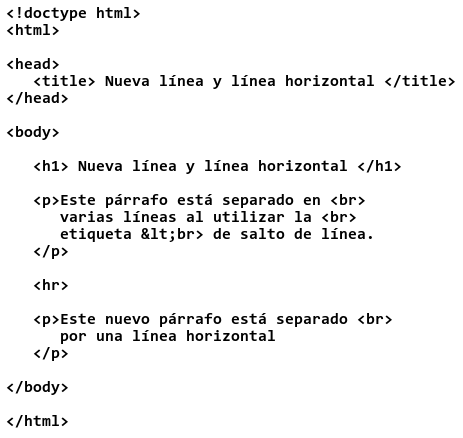 <!doctype html>
<html>
<head>
<title> Nueva línea y línea horizontal </title>
</head>
<body>
<h1> Nueva línea y línea horizontal </h1>
<p>Este párrafo está separado en <br>
varias líneas al utilizar la <br>
etiqueta &lt;br> de salto de línea.
</p>
<hr>
<p>Este nuevo párrafo está separado <br>
por una línea horizontal
</p>
</body>
</html>